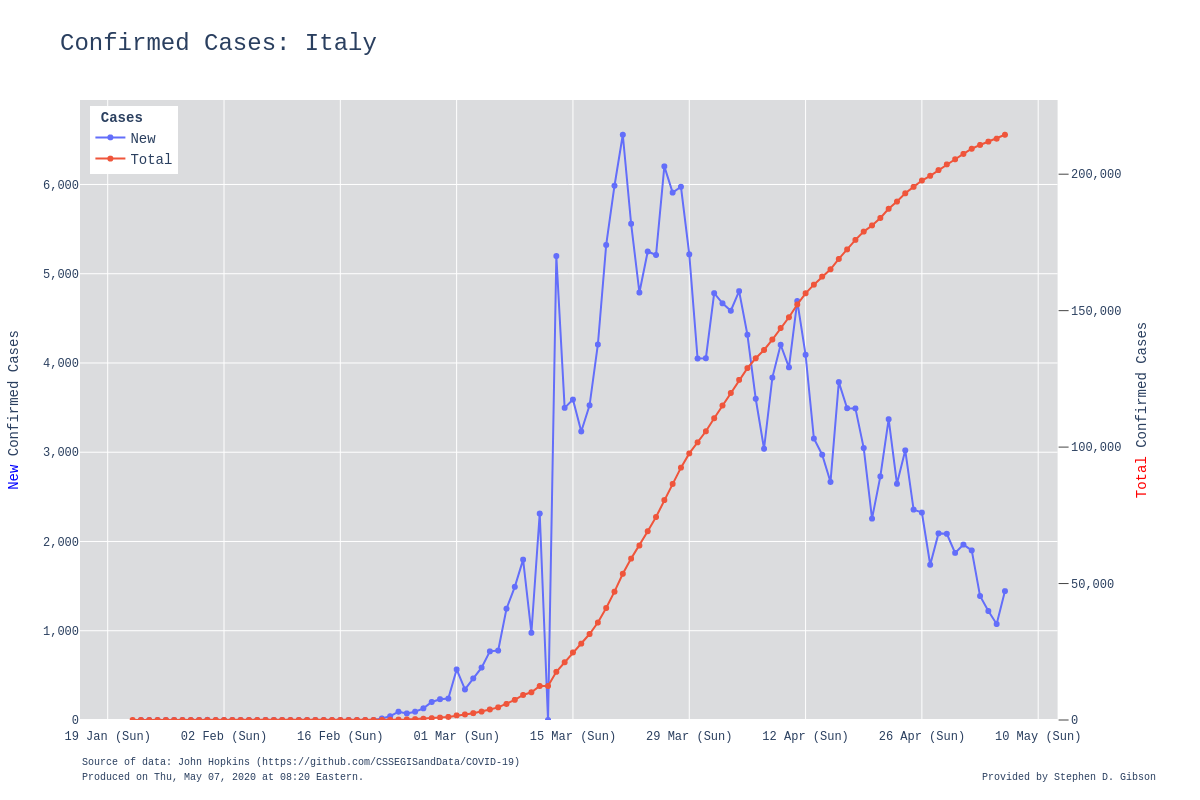 Confirmed Cases: Italy
Cases
New
Total
6,000
5,000
4,000
3,000
2,000
1,000
0
New Confirmed Cases
200,000
150,000
100,000
50,000
0
Total Confirmed Cases
19 Jan (Sun) 02 Feb (Sun) 16 Feb (Sun) 01 Mar (Sun) 15 Mar (Sun) 29 Mar (Sun) 12 Apr (Sun) 26 Apr (Sun) 10 May (Sun)
Source of data: John Hopkins (https://github.com/CSSEGISandData/COVID-19)
Produced on Thu, May 07, 2020 at 08:20 Eastern.
Provided by Stephen D. Gibson